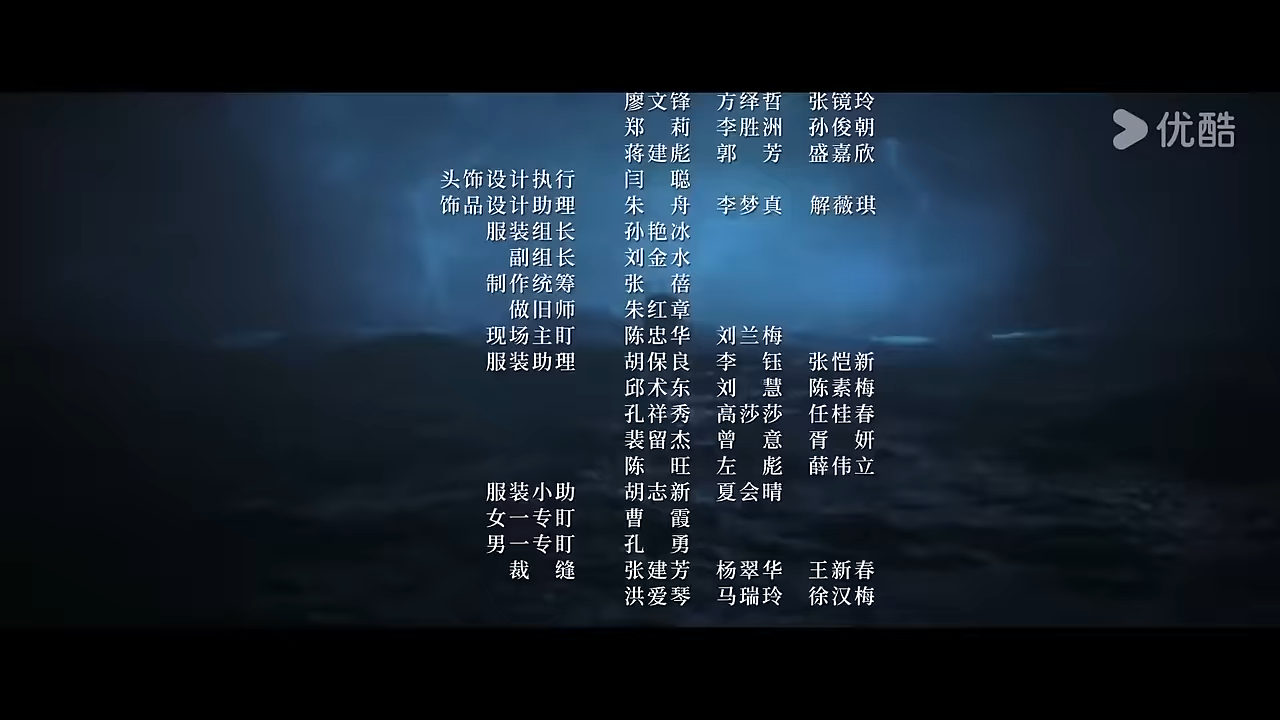 廖文锋 方绎哲 张镜玲
优酷
郑 莉 李胜洲 孙俊朝
蒋建彪 郭 芳 盛嘉欣
头饰设计执行 闫 聪
饰品设计助理 朱 舟 李梦真 解薇琪
服装组长 孙艳冰
副组长 刘金水
制作统筹 张 蓓
做旧师 朱红章
现场主盯 陈忠华 刘兰梅
服装助理 胡保良 李 钰 张恺新
邱术东 刘 慧 陈素梅
孔祥秀 高莎莎 任桂春
裴留杰 曾 意 胥 妍
陈 旺 左 彪 薛伟立
服装小助 胡志新 夏会晴
女一专盯 曹 霞
男一专盯 孔 勇
裁 缝 张建芳 杨翠华 王新春
洪爱琴 马瑞玲 徐汉梅